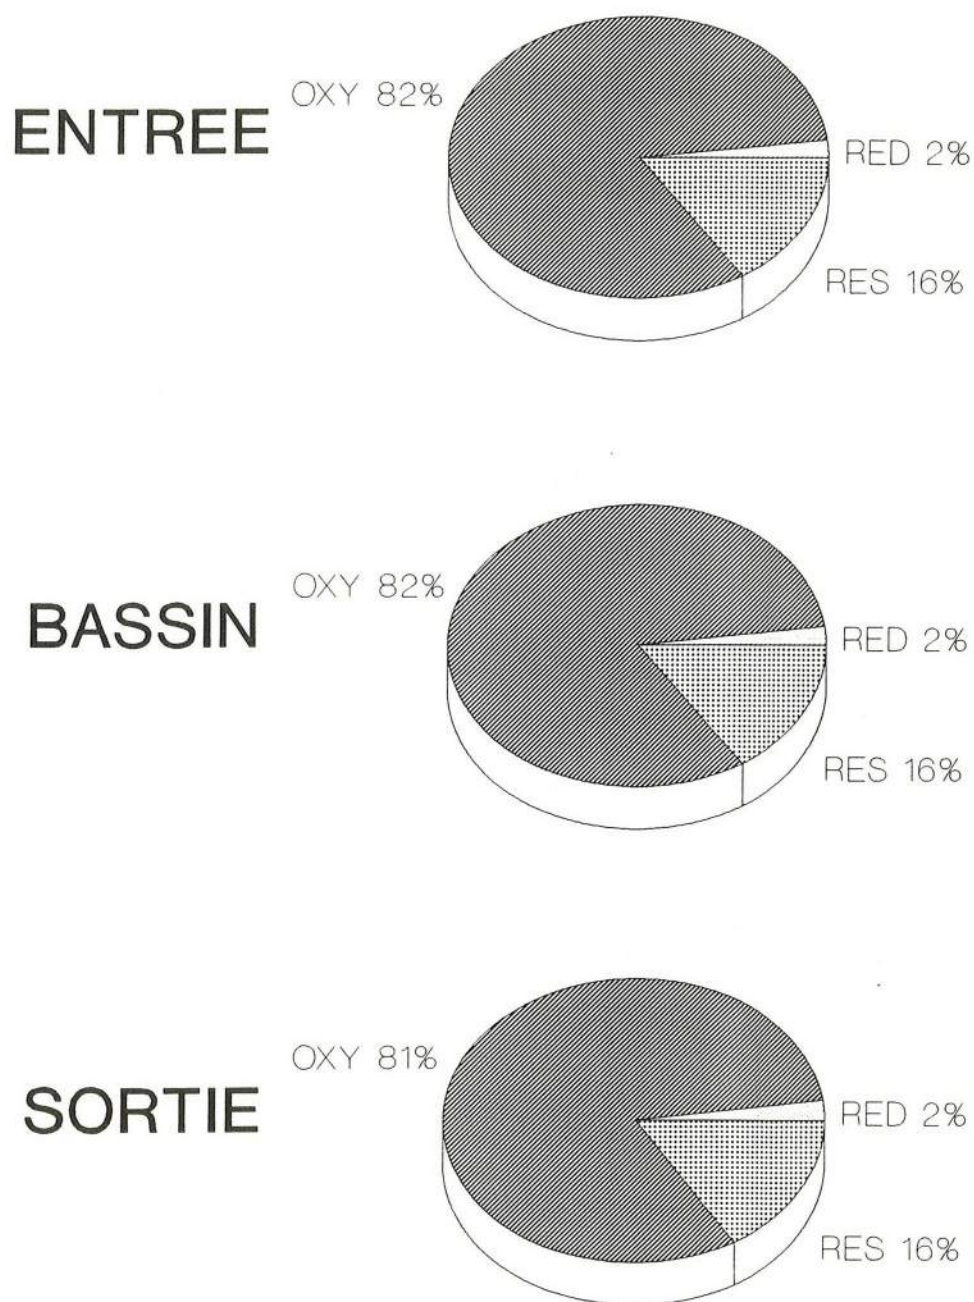 OXY 82%
ENTREE
RED 2%
RES 16%
OXY 82%
BASSIN
RED 2%
RES 16%
OXY 81%
SORTIE
RED 2%
RES 16%